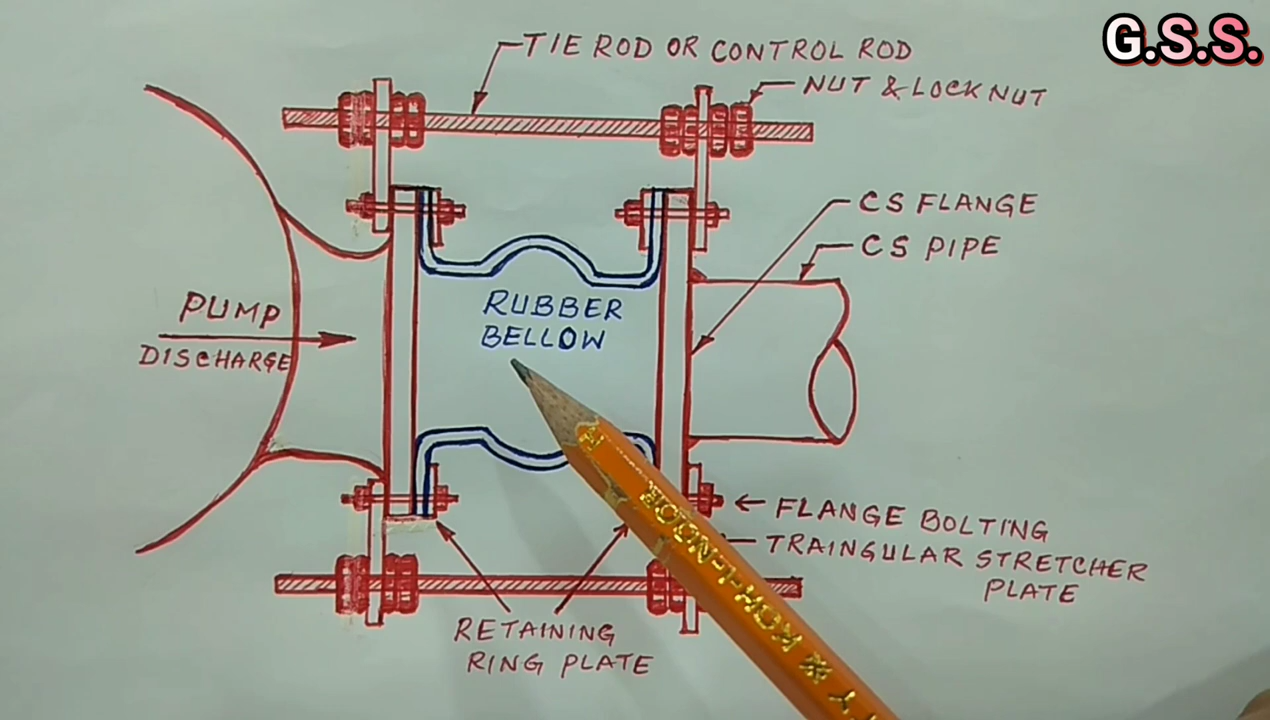 G.S.S.
TIE ROD OR CONTROL ROD
NUT & LOCK NUT
CS FLANGE
CS PIPE
PUMP
DISCHARGE
RUBBER
BELLOW
FLANGE BOLTING
TRAINGULAR STRETCHER
PLATE
RETAINING
RING PLATE
KOH-I-NOOR